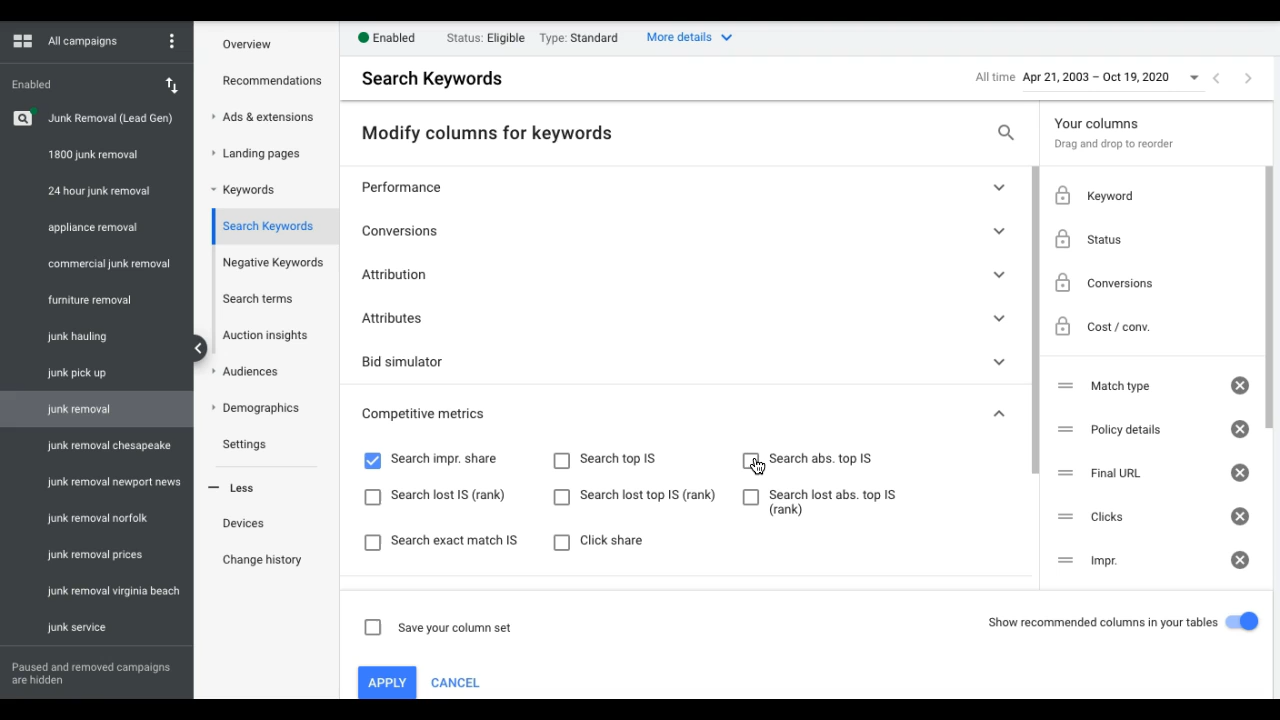 All campaigns
Enabled
Junk Removal (Lead Gen)
1800 junk removal
24 hour junk removal
appliance removal
commercial junk removal
furniture removal
junk hauling
junk pick up
junk removal
junk removal chesapeake
junk removal newport news
junk removal norfolk
junk removal prices
junk removal virginia beach
junk service
Paused and removed campaigns
are hidden
Overview
Recommendations
Ads & extensions
Landing pages
Keywords
Search Keywords
Negative Keywords
Search terms
Auction insights
Audiences
Demographics
Settings
Less
Devices
Change history
Enabled Status: Eligible Type: Standard More details
Search Keywords
All time Apr 21, 2003 – Oct 19, 2020
Modify columns for keywords
Performance
Conversions
Attribution
Attributes
Bid simulator
Competitive metrics
Search impr. share Search top IS Search abs. top IS
Search lost IS (rank) Search lost top IS (rank) Search lost abs. top IS
(rank)
Search exact match IS Click share
Your columns
Drag and drop to reorder
Keyword
Status
Conversions
Cost / conv.
Match type
Policy details
Final URL
Clicks
Impr.
Save your column set
Show recommended columns in your tables
APPLY CANCEL